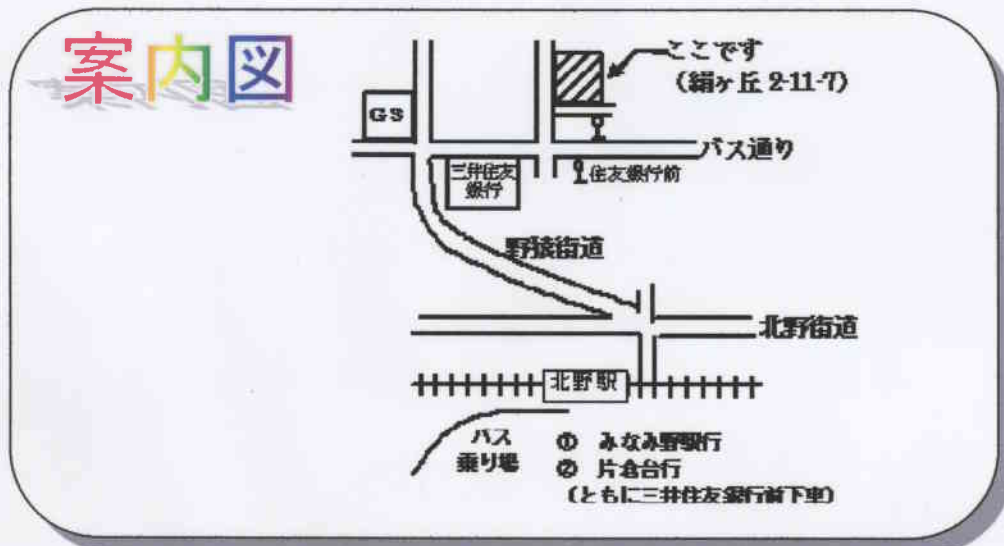 案内図
ここです
(絹ヶ丘 2-11-7)
GS
バス通り
三井住友
銀行
住友銀行前
野猿街道
北野街道
北野駅
バス
乗り場
① みなみ野駅行
② 片倉台行
(ともに三井住友銀行前下車)